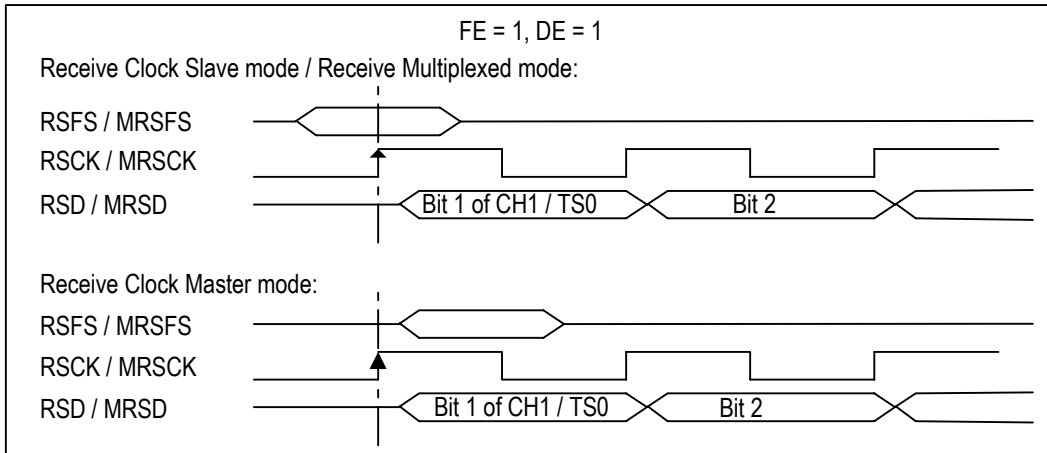 FE = 1, DE = 1
Receive Clock Slave mode / Receive Multiplexed mode:
RSFS / MRSFS
RSCK / MRSCK
RSD / MRSD
Bit 1 of CH1 / TS0
Bit 2
Receive Clock Master mode:
RSFS / MRSFS
RSCK / MRSCK
RSD / MRSD
Bit 1 of CH1 / TS0
Bit 2